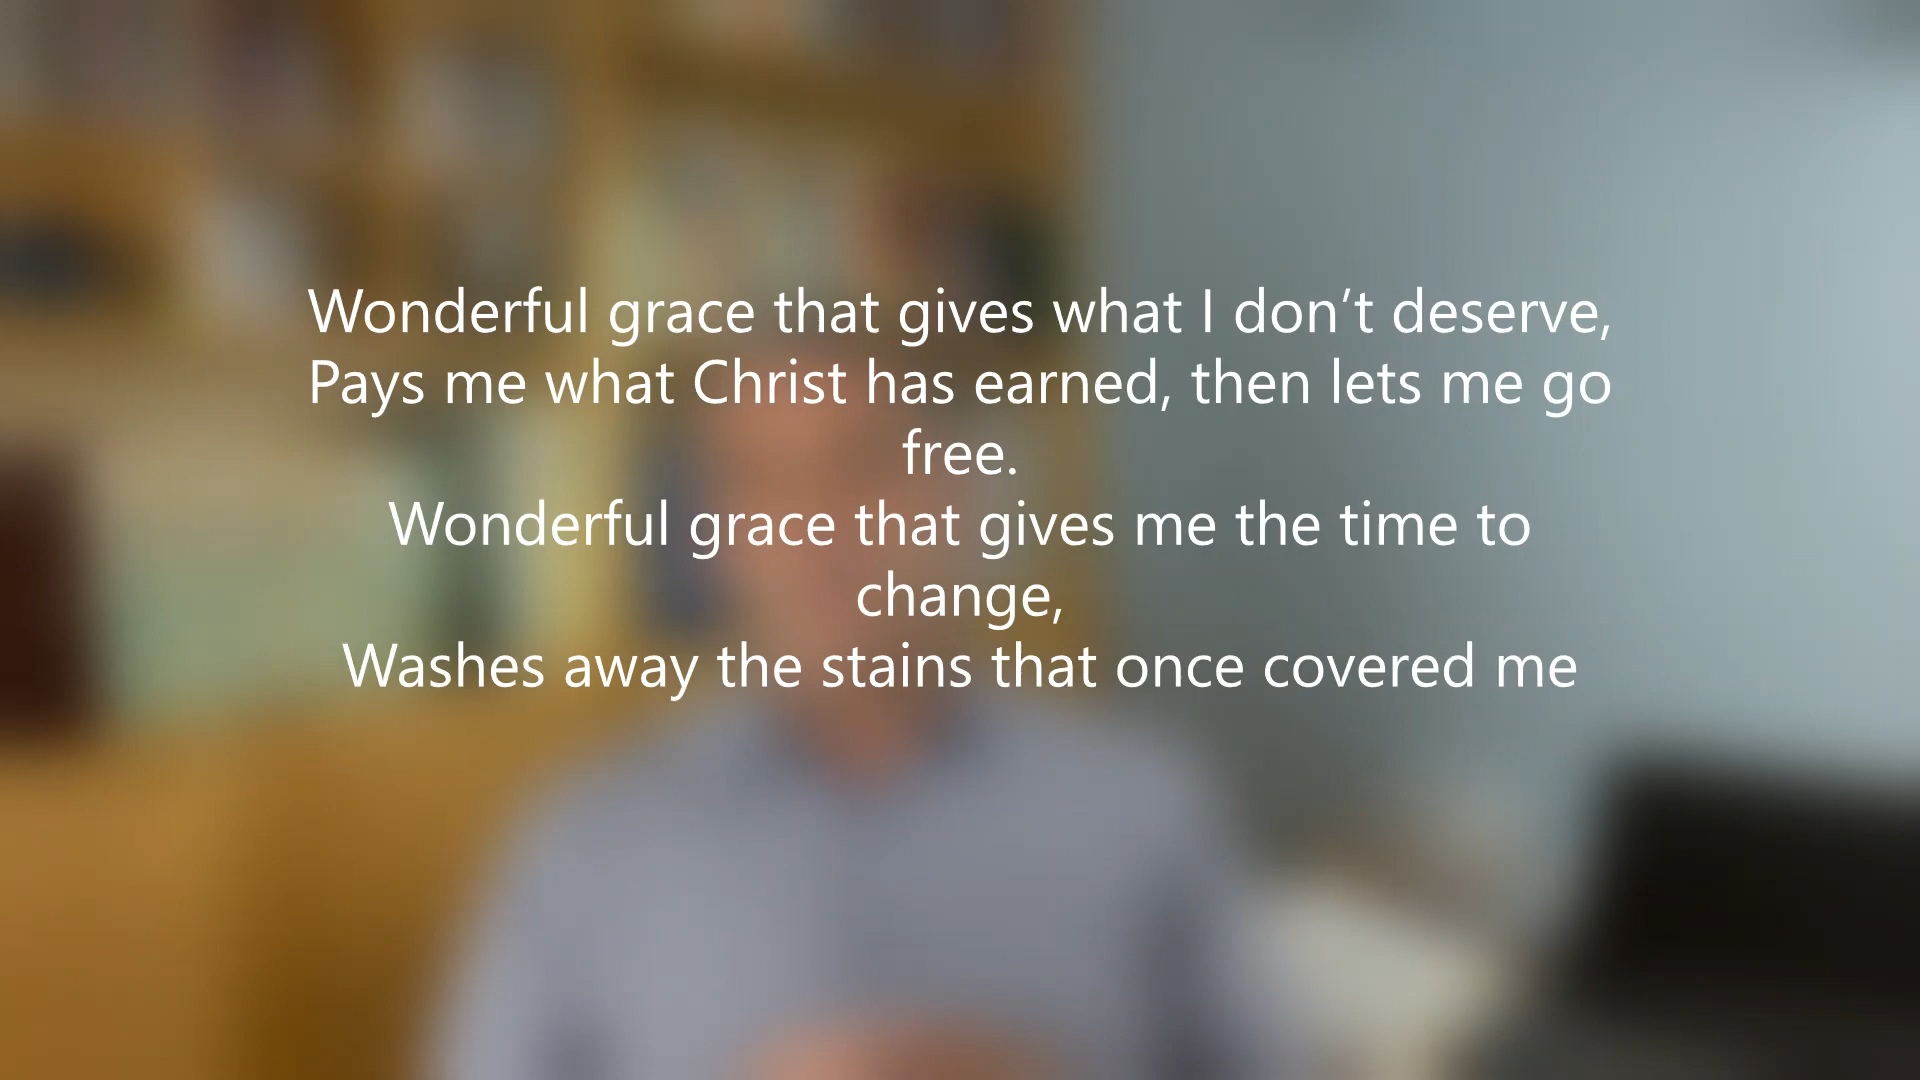 Wonderful grace that gives what I don’t deserve,
Pays me what Christ has earned, then lets me go
free.
Wonderful grace that gives me the time to
change,
Washes away the stains that once covered me